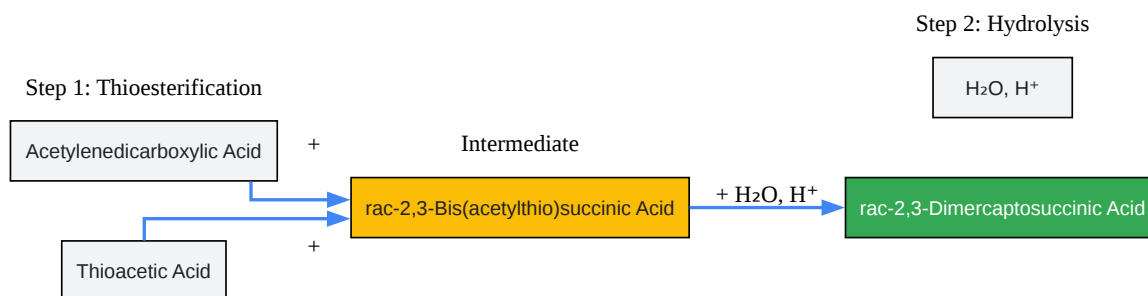 Step 2: Hydrolysis
H₂O, H⁺
Step 1: Thioesterification
Acetylenedicarboxylic Acid
+
Intermediate
rac-2,3-Bis(acetylthio)succinic Acid
+ H₂O, H⁺
rac-2,3-Dimercaptosuccinic Acid
+
Thioacetic Acid